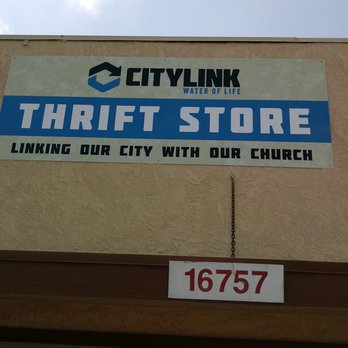 CITYLINK
WATER OF LIFE
THRIFT STORE
LINKING OUR CITY WITH OUR CHURCH
16757